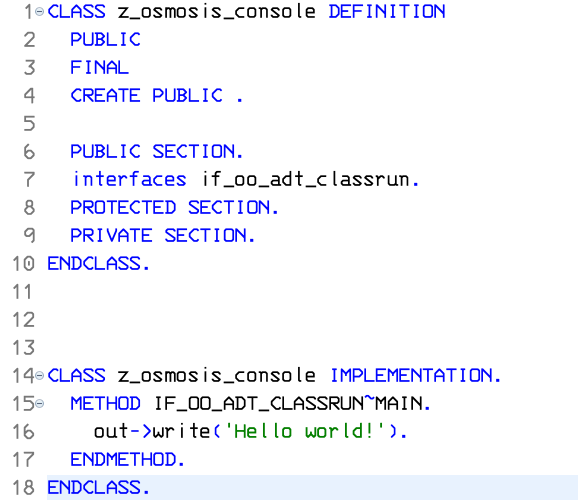 1 CLASS z_osmosis_console DEFINITION
2 PUBLIC
3 FINAL
4 CREATE PUBLIC .
5
6 PUBLIC SECTION.
7 interfaces if_oo_adt_classrun.
8 PROTECTED SECTION.
9 PRIVATE SECTION.
10 ENDCLASS.
11
12
13
14 CLASS z_osmosis_console IMPLEMENTATION.
15 METHOD IF_OO_ADT_CLASSRUN~MAIN.
16 out->write('Hello world!').
17 ENDMETHOD.
18 ENDCLASS.